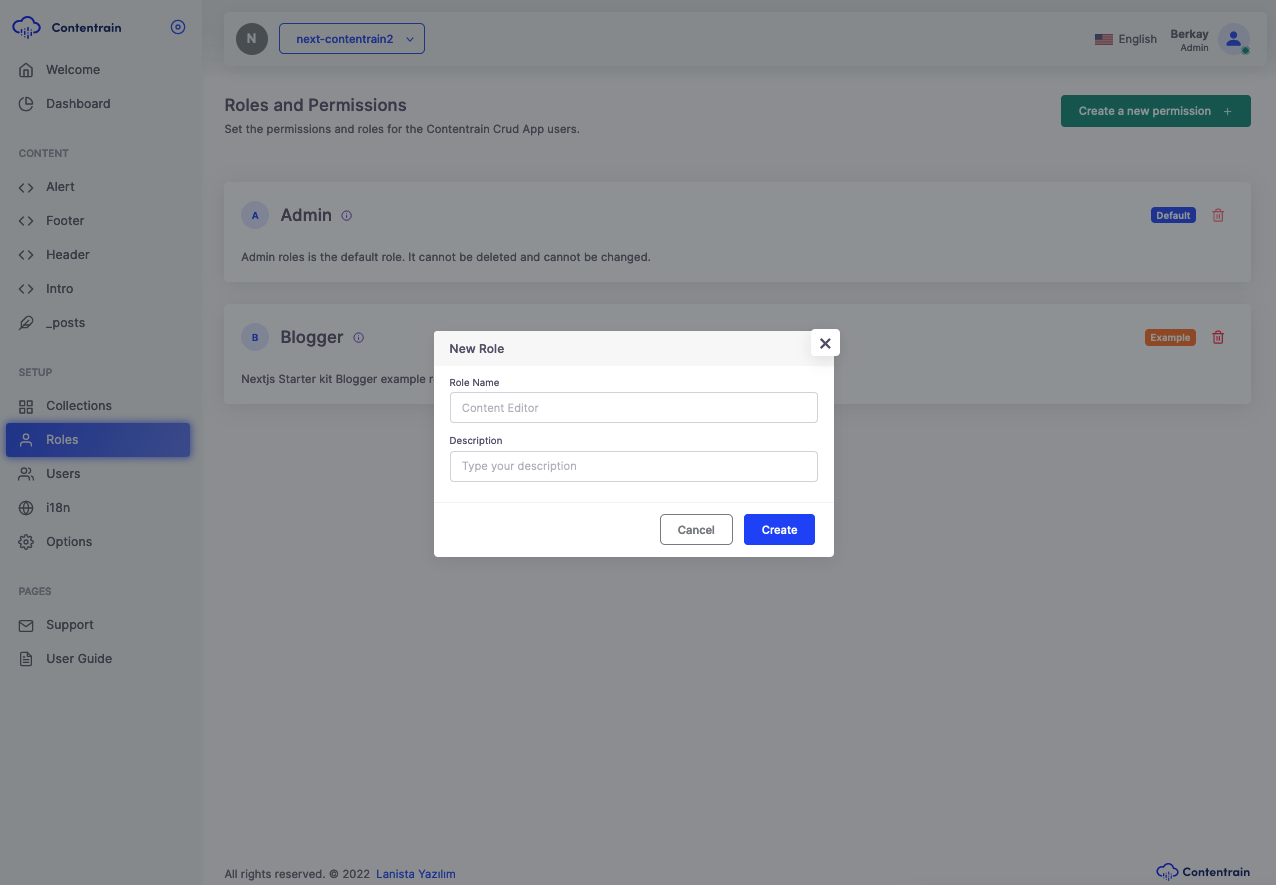 Contentrain
N
next-contentrain2
English
Berkay
Admin
Welcome
Dashboard
CONTENT
Alert
Footer
Header
Intro
_posts
SETUP
Collections
Roles
Users
i18n
Options
PAGES
Support
User Guide
Roles and Permissions
Set the permissions and roles for the Contentrain Crud App users.
Create a new permission +
A
Admin
Default
Admin roles is the default role. It cannot be deleted and cannot be changed.
B
Blogger
Example
Nextjs Starter kit Blogger example
New Role
Role Name
Content Editor
Description
Type your description
Cancel
Create
All rights reserved. © 2022 Lanista Yazılım
Contentrain